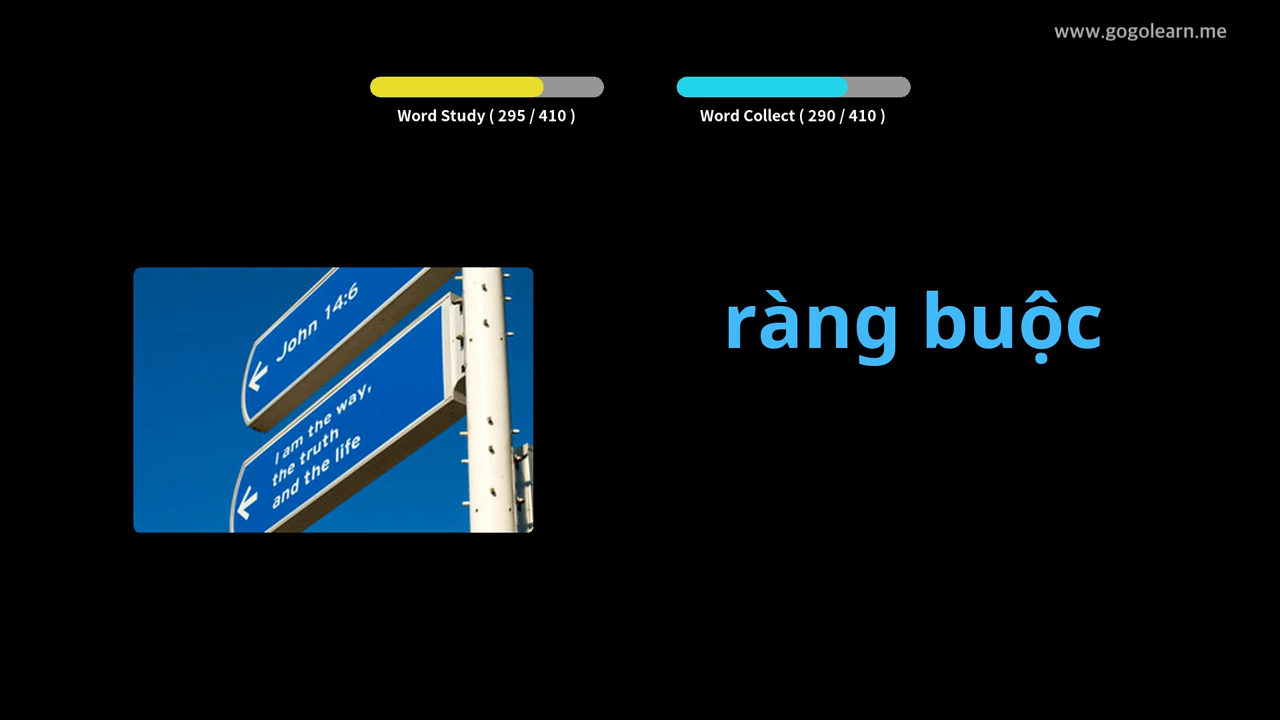 www.gogolearn.me
Word Study ( 295 / 410 )
Word Collect ( 290 / 410 )
John 14:6
I am the way,
the truth
and the life
ràng buộc